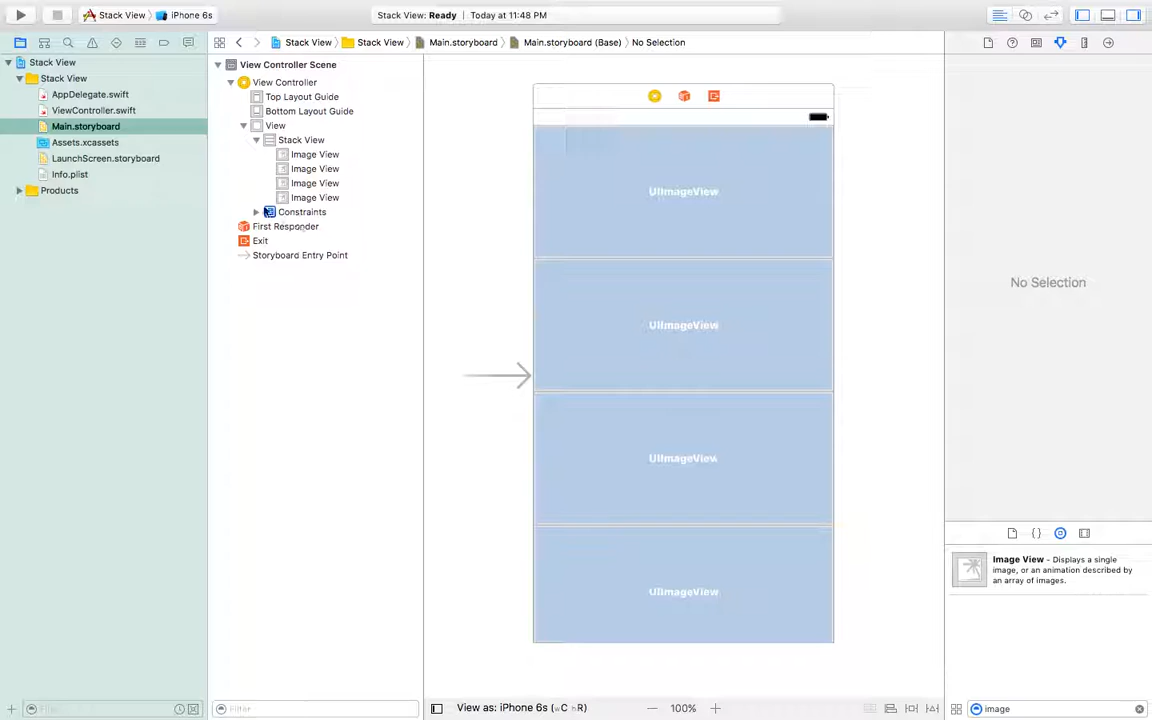 Stack View
iPhone 6s
Stack View: Ready
Today at 11:48 PM
Stack View
Stack View
Main.storyboard
Main.storyboard (Base)
No Selection
Stack View
Stack View
AppDelegate.swift
ViewController.swift
Main.storyboard
Assets.xcassets
LaunchScreen.storyboard
Info.plist
Products
View Controller Scene
View Controller
Top Layout Guide
Bottom Layout Guide
View
Stack View
Image View
Image View
Image View
Image View
Constraints
First Responder
Exit
Storyboard Entry Point
UIImageView
UIImageView
UIImageView
UIImageView
No Selection
Image View - Displays a single
image, or an animation described by
an array of images.
Filter
Filter
View as: iPhone 6s (wC hR)
100%
image